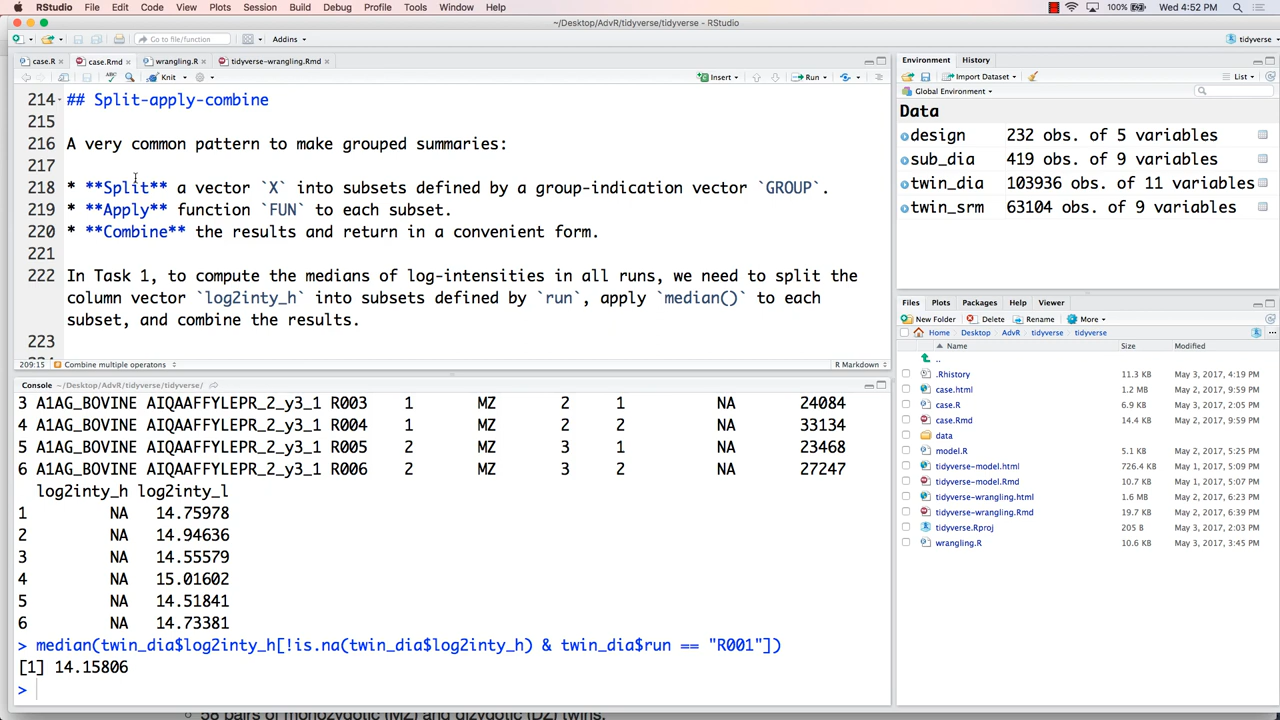 RStudio File Edit Code View Plots Session Build Debug Profile Tools Window Help 100% Wed 4:52 PM
~/Desktop/AdvR/tidyverse/tidyverse - RStudio
Go to file/function Addins tidyverse
case.R case.Rmd wrangling.R tidyverse-wrangling.Rmd
Knit Insert Run
214 ## Split-apply-combine
215
216 A very common pattern to make grouped summaries:
217
218 * **Split** a vector `X` into subsets defined by a group-indication vector `GROUP`.
219 * **Apply** function `FUN` to each subset.
220 * **Combine** the results and return in a convenient form.
221
222 In Task 1, to compute the medians of log-intensities in all runs, we need to split the
column vector `log2inty_h` into subsets defined by `run`, apply `median()` to each
subset, and combine the results.
223
209:15 Combine multiple operatons R Markdown
Console ~/Desktop/AdvR/tidyverse/tidyverse/
3 A1AG_BOVINE AIQAAFFYLEPR_2_y3_1 R003 1 MZ 2 1 NA 24084
4 A1AG_BOVINE AIQAAFFYLEPR_2_y3_1 R004 1 MZ 2 2 NA 33134
5 A1AG_BOVINE AIQAAFFYLEPR_2_y3_1 R005 2 MZ 3 1 NA 23468
6 A1AG_BOVINE AIQAAFFYLEPR_2_y3_1 R006 2 MZ 3 2 NA 27247
log2inty_h log2inty_l
1 NA 14.75978
2 NA 14.94636
3 NA 14.55579
4 NA 15.01602
5 NA 14.51841
6 NA 14.73381
> median(twin_dia$log2inty_h[!is.na(twin_dia$log2inty_h) & twin_dia$run == "R001"])
[1] 14.15806
>
Environment History
Import Dataset List
Global Environment
Data
design 232 obs. of 5 variables
sub_dia 419 obs. of 9 variables
twin_dia 103936 obs. of 11 variables
twin_srm 63104 obs. of 9 variables
Files Plots Packages Help Viewer
New Folder Delete Rename More
Home Desktop AdvR tidyverse tidyverse
Name Size Modified
..
.Rhistory 11.3 KB May 3, 2017, 4:19 PM
case.html 1.2 MB May 2, 2017, 9:59 PM
case.R 6.9 KB May 3, 2017, 2:05 PM
case.Rmd 14.4 KB May 2, 2017, 9:59 PM
data
model.R 5.1 KB May 2, 2017, 5:25 PM
tidyverse-model.html 726.4 KB May 1, 2017, 5:09 PM
tidyverse-model.Rmd 10.7 KB May 1, 2017, 5:07 PM
tidyverse-wrangling.html 1.6 MB May 2, 2017, 6:23 PM
tidyverse-wrangling.Rmd 19.7 KB May 2, 2017, 6:23 PM
tidyverse.Rproj 205 B May 3, 2017, 2:03 PM
wrangling.R 10.6 KB May 3, 2017, 3:45 PM
58 pairs of monozygotic (MZ) and dizygotic (DZ) twins.